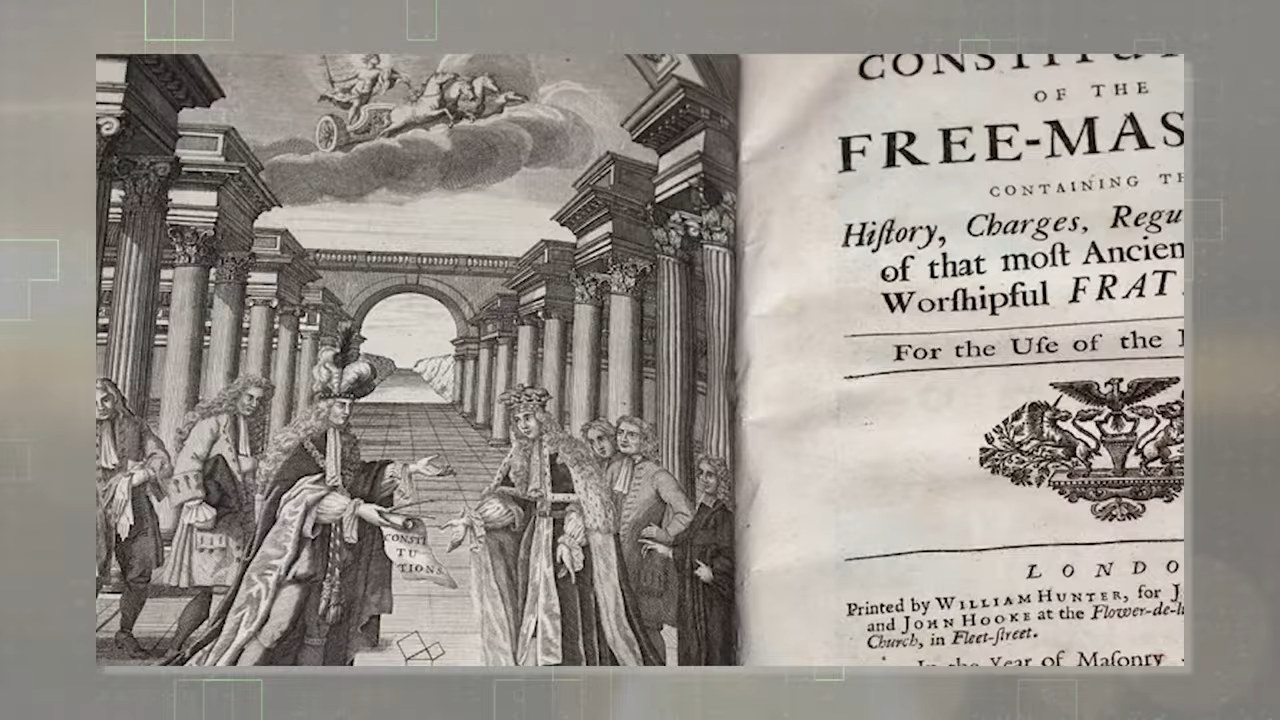 CONSTI
TU
TIONS
OF THE
FREE-MAS
CONTAINING
Hiſtory, Charges, Regu
of that moſt Ancien
Worſhipful FRAT
For the Uſe of the
LONDO
Printed by WILLIAM HUNTER, for J
and JOHN HOOKE at the Flower-de-l
Church, in Fleet-ſtreet.
In the Year of Maſonry